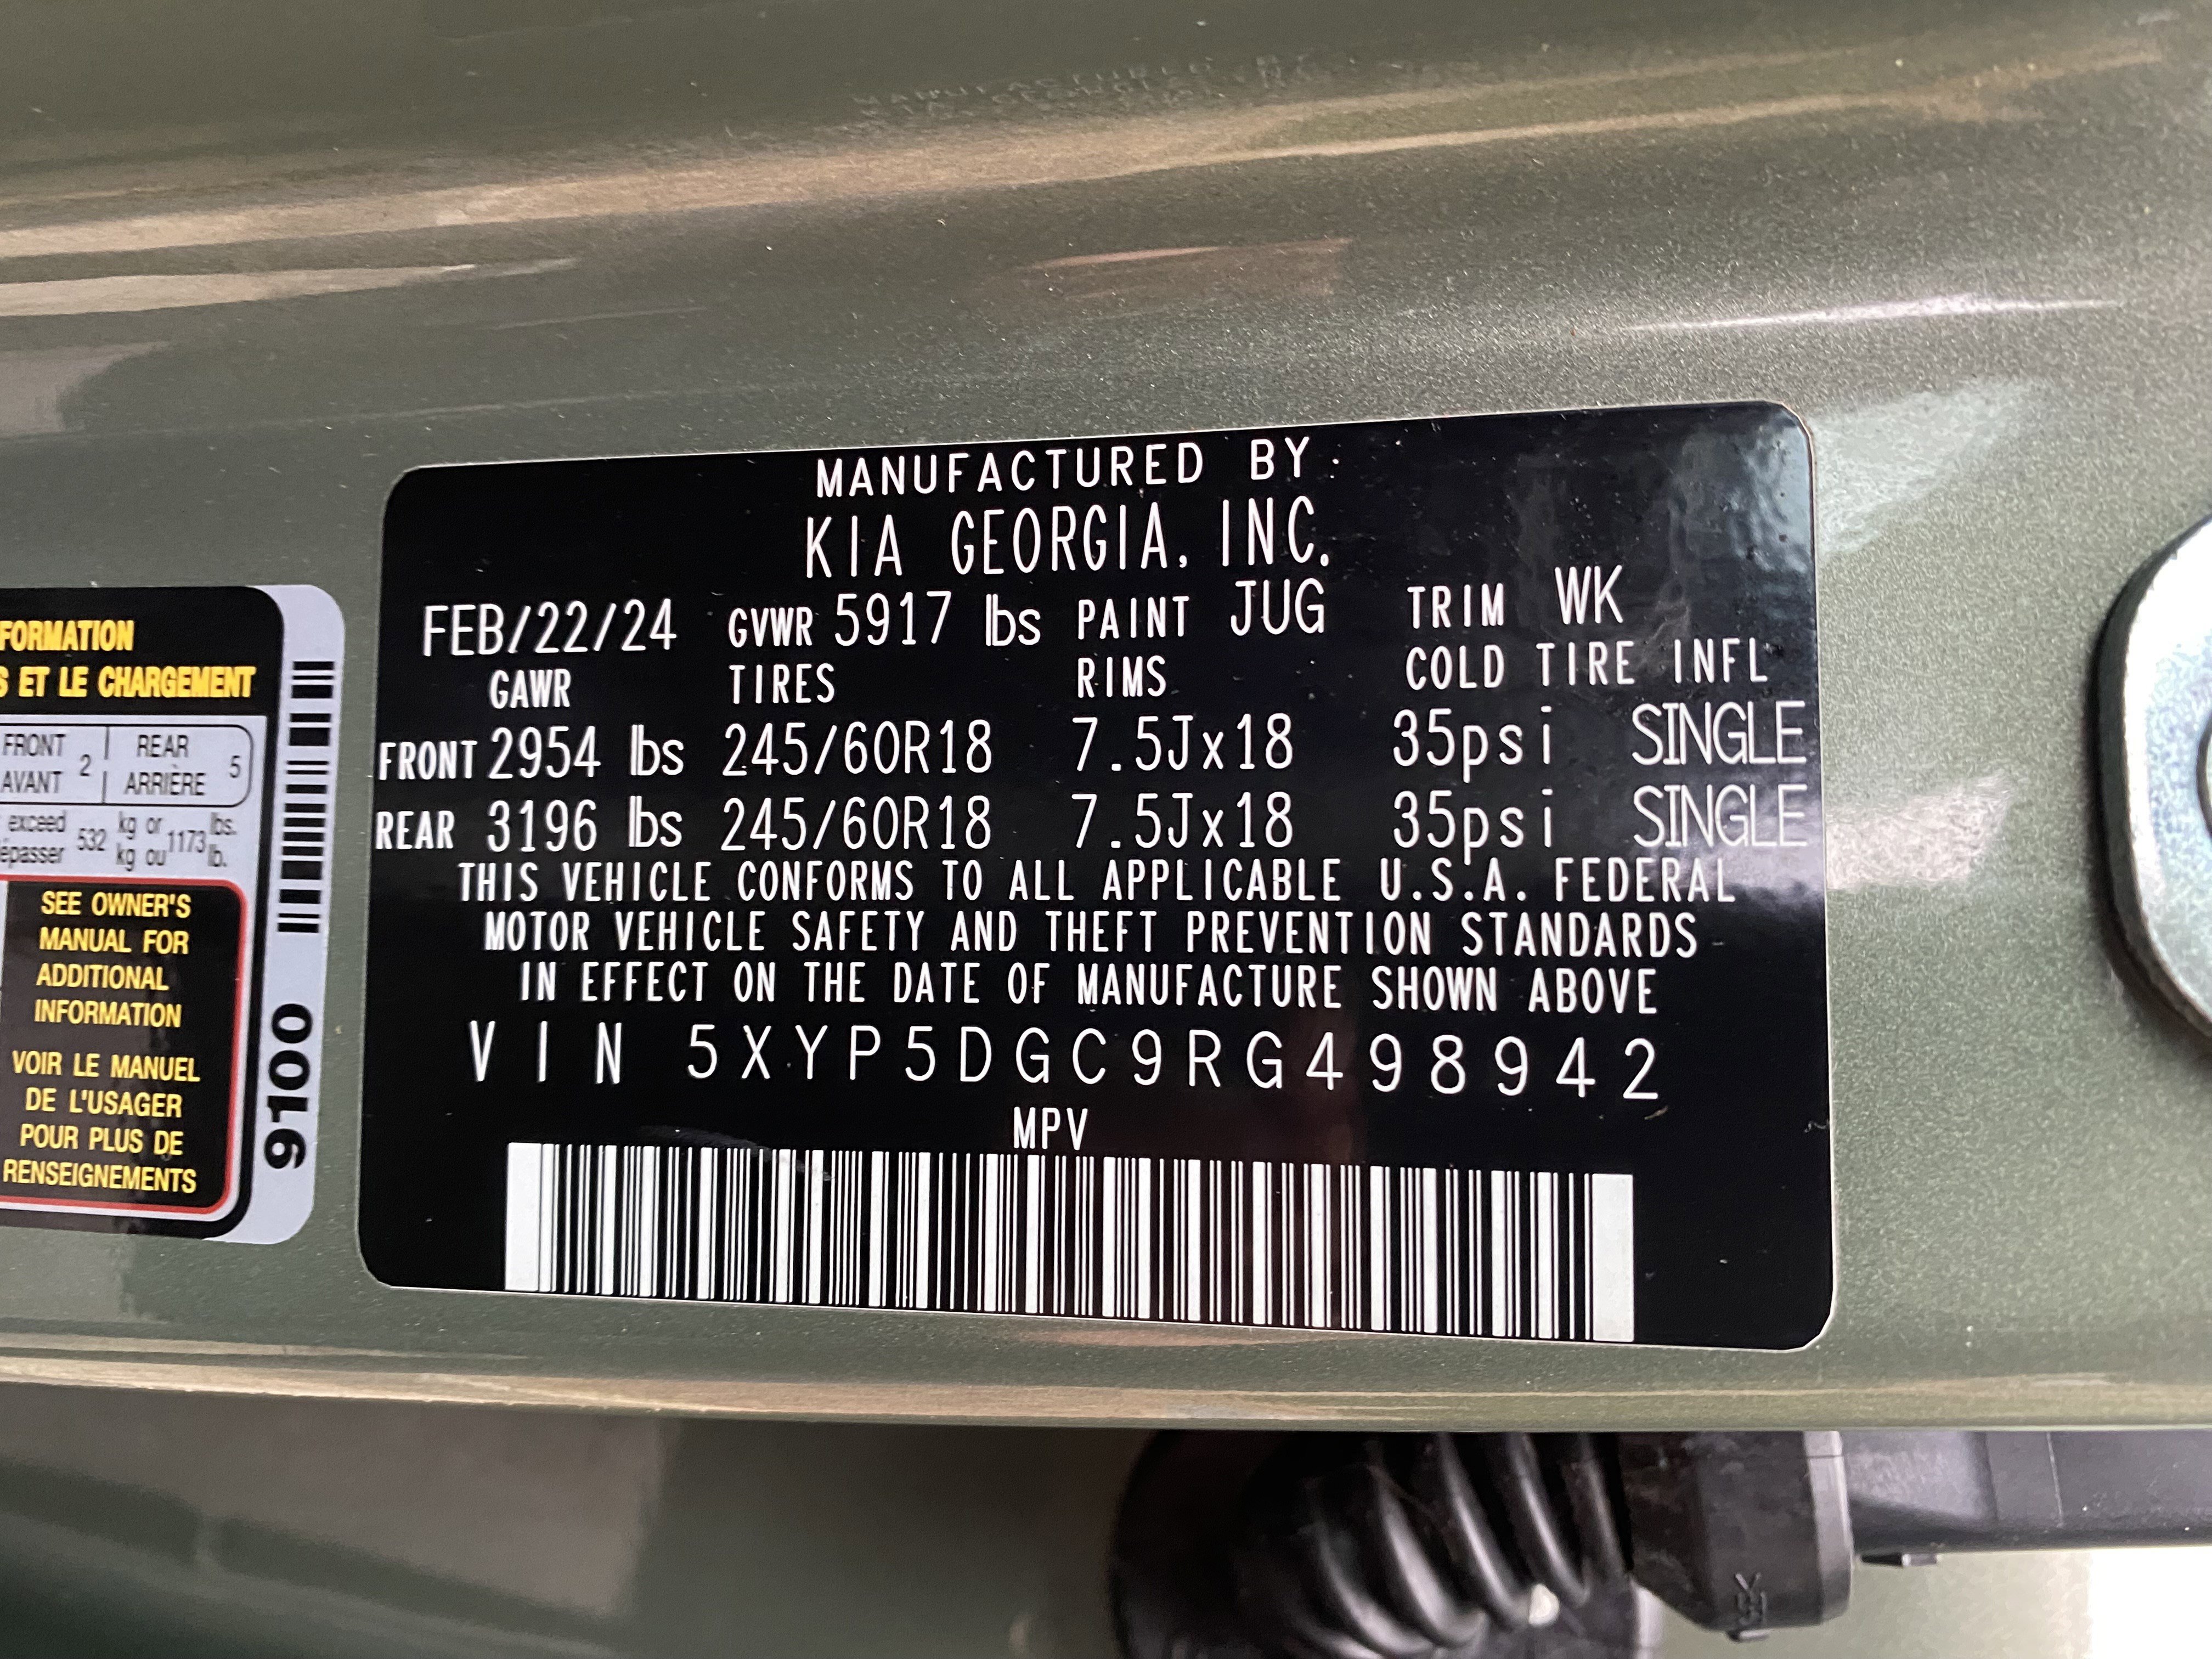 MANUFACTURED BY
KIA GEORGIA, INC.
FEB/22/24 GVWR 5917 lbs PAINT JUG TRIM WK
GAWR TIRES RIMS COLD TIRE INFL
FRONT 2954 lbs 245/60R18 7.5Jx18 35psi SINGLE
REAR 3196 lbs 245/60R18 7.5Jx18 35psi SINGLE
THIS VEHICLE CONFORMS TO ALL APPLICABLE U.S.A. FEDERAL
MOTOR VEHICLE SAFETY AND THEFT PREVENTION STANDARDS
IN EFFECT ON THE DATE OF MANUFACTURE SHOWN ABOVE
VIN 5XYP5DGC9RG498942
MPV
FORMATION
S ET LE CHARGEMENT
FRONT 2 REAR 5
AVANT ARRIÈRE
exceed 532 kg or 1173 lbs.
épasser kg ou lb.
SEE OWNER'S
MANUAL FOR
ADDITIONAL
INFORMATION
VOIR LE MANUEL
DE L'USAGER
POUR PLUS DE
RENSEIGNEMENTS
9100